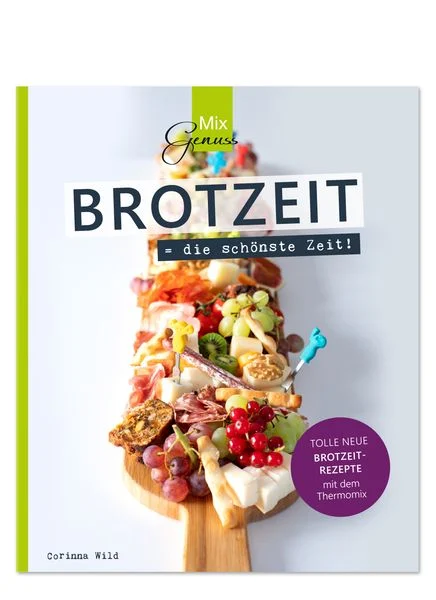 Mix
Genuss
BROTZEIT
= die schönste Zeit!
TOLLE NEUE
BROTZEIT-
REZEPTE
mit dem
Thermomix
Corinna Wild